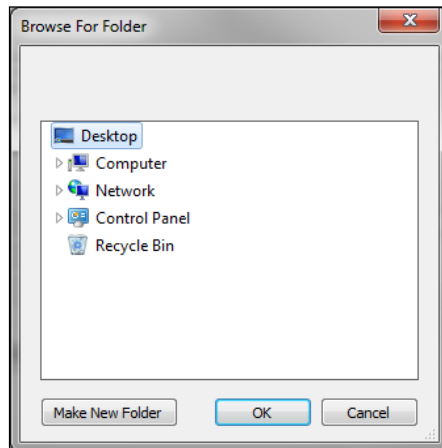 Browse For Folder
Desktop
Computer
Network
Control Panel
Recycle Bin
Make New Folder
OK
Cancel